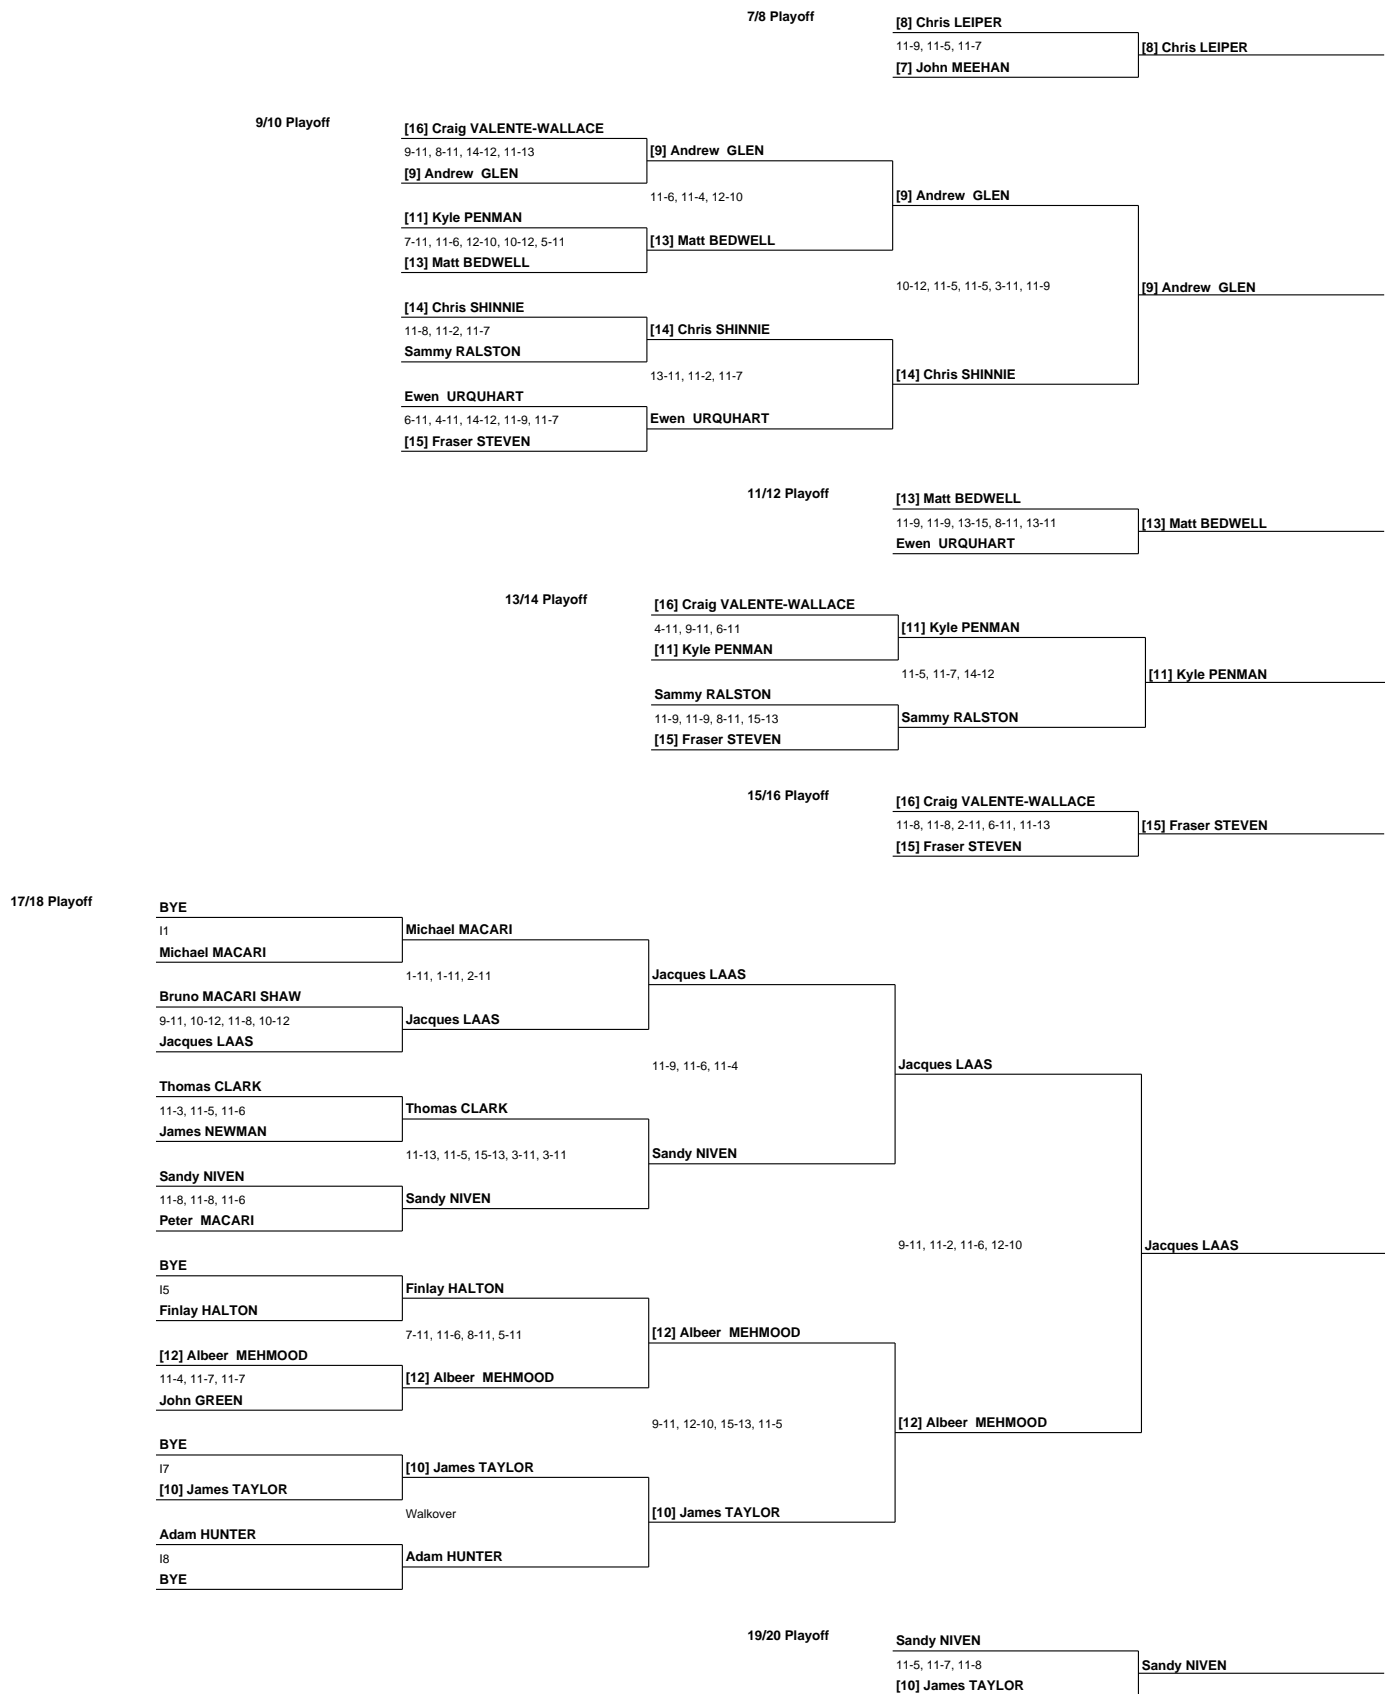 7/8 Playoff
[8] Chris LEIPER
11-9, 11-5, 11-7
[8] Chris LEIPER
[7] John MEEHAN
9/10 Playoff
[16] Craig VALENTE-WALLACE
9-11, 8-11, 14-12, 11-13
[9] Andrew GLEN
[9] Andrew GLEN
11-6, 11-4, 12-10
[9] Andrew GLEN
[11] Kyle PENMAN
7-11, 11-6, 12-10, 10-12, 5-11
[13] Matt BEDWELL
[13] Matt BEDWELL
10-12, 11-5, 11-5, 3-11, 11-9
[9] Andrew GLEN
[14] Chris SHINNIE
11-8, 11-2, 11-7
[14] Chris SHINNIE
Sammy RALSTON
13-11, 11-2, 11-7
[14] Chris SHINNIE
Ewen URQUHART
6-11, 4-11, 14-12, 11-9, 11-7
Ewen URQUHART
[15] Fraser STEVEN
11/12 Playoff
[13] Matt BEDWELL
11-9, 11-9, 13-15, 8-11, 13-11
[13] Matt BEDWELL
Ewen URQUHART
13/14 Playoff
[16] Craig VALENTE-WALLACE
4-11, 9-11, 6-11
[11] Kyle PENMAN
[11] Kyle PENMAN
11-5, 11-7, 14-12
[11] Kyle PENMAN
Sammy RALSTON
11-9, 11-9, 8-11, 15-13
Sammy RALSTON
[15] Fraser STEVEN
15/16 Playoff
[16] Craig VALENTE-WALLACE
11-8, 11-8, 2-11, 6-11, 11-13
[15] Fraser STEVEN
[15] Fraser STEVEN
17/18 Playoff
BYE
I1
Michael MACARI
Michael MACARI
1-11, 1-11, 2-11
Jacques LAAS
Bruno MACARI SHAW
9-11, 10-12, 11-8, 10-12
Jacques LAAS
Jacques LAAS
11-9, 11-6, 11-4
Jacques LAAS
Thomas CLARK
11-3, 11-5, 11-6
Thomas CLARK
James NEWMAN
11-13, 11-5, 15-13, 3-11, 3-11
Sandy NIVEN
Sandy NIVEN
11-8, 11-8, 11-6
Sandy NIVEN
Peter MACARI
9-11, 11-2, 11-6, 12-10
Jacques LAAS
BYE
I5
Finlay HALTON
Finlay HALTON
7-11, 11-6, 8-11, 5-11
[12] Albeer MEHMOOD
[12] Albeer MEHMOOD
11-4, 11-7, 11-7
[12] Albeer MEHMOOD
John GREEN
9-11, 12-10, 15-13, 11-5
[12] Albeer MEHMOOD
BYE
I7
[10] James TAYLOR
[10] James TAYLOR
Walkover
[10] James TAYLOR
Adam HUNTER
I8
Adam HUNTER
BYE
19/20 Playoff
Sandy NIVEN
11-5, 11-7, 11-8
Sandy NIVEN
[10] James TAYLOR